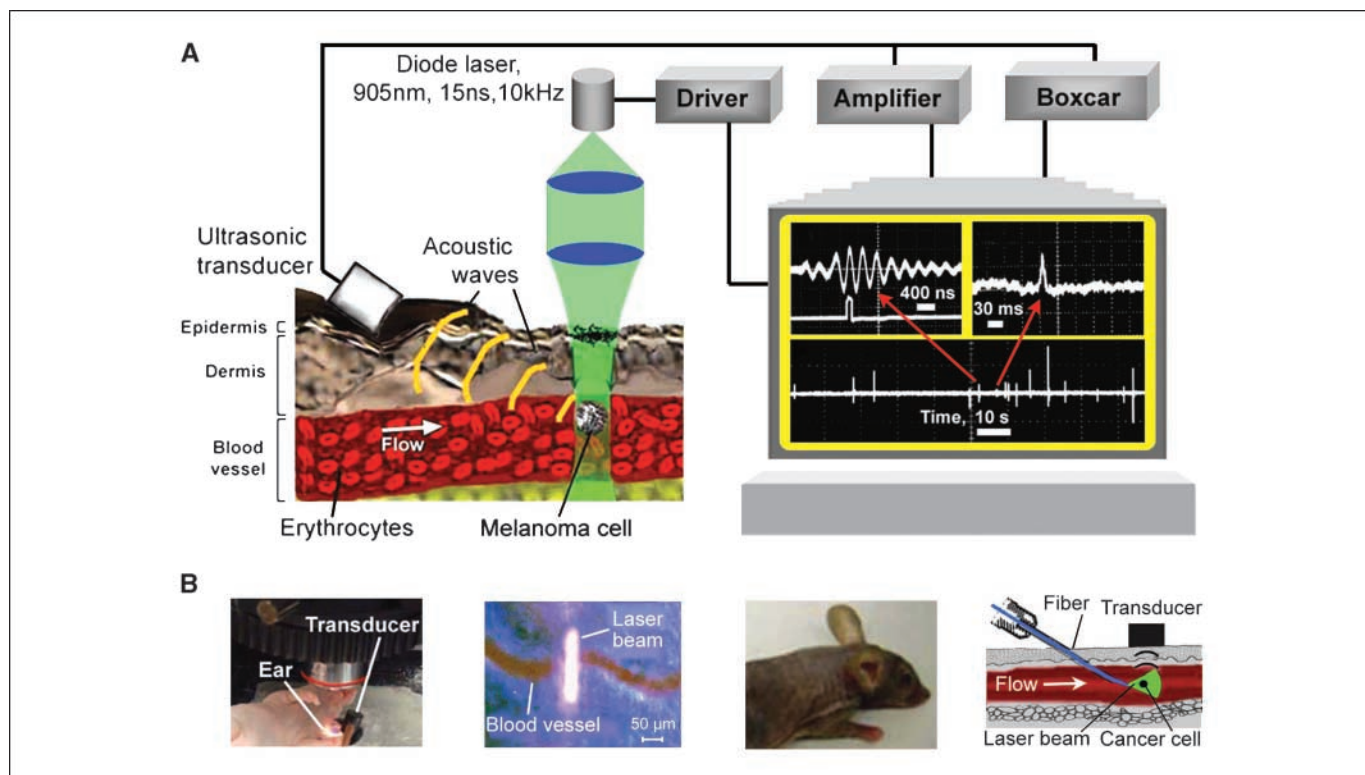 A
Diode laser,
905nm, 15ns,10kHz
Driver
Amplifier
Boxcar
Ultrasonic
transducer
Acoustic
waves
400 ns
30 ms
Epidermis
Dermis
Time, 10 s
Flow
Blood
vessel
Erythrocytes
Melanoma cell
B
Transducer
Ear
Laser
beam
Blood vessel
50 µm
Fiber
Transducer
Flow
Laser beam
Cancer cell